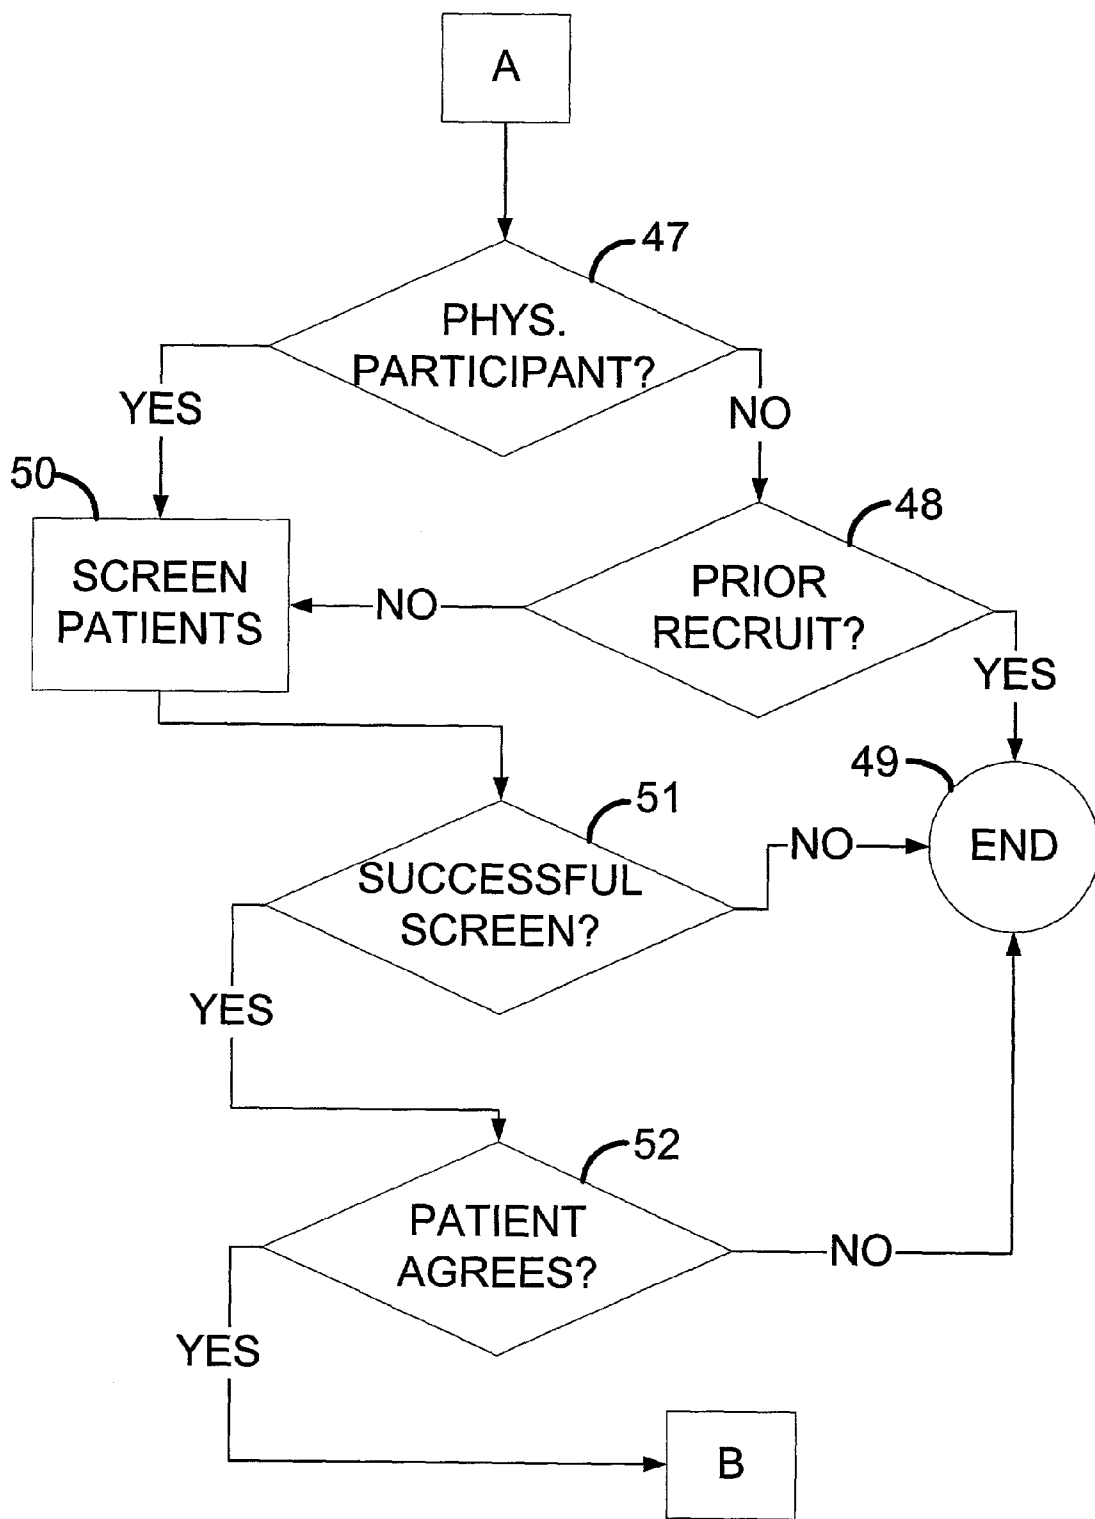 A
47
PHYS.
PARTICIPANT?
YES
NO
50
48
SCREEN
PATIENTS
NO
PRIOR
RECRUIT?
YES
49
51
NO
END
SUCCESSFUL
SCREEN?
YES
52
PATIENT
AGREES?
NO
YES
B